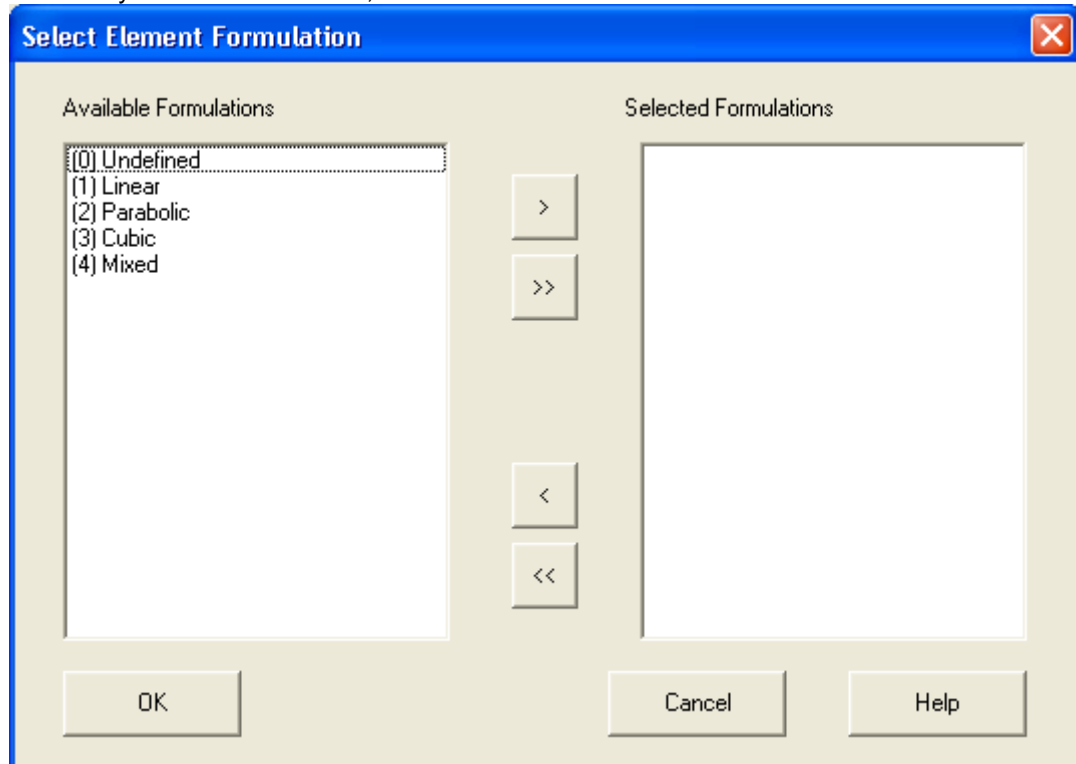 Select Element Formulation
Available Formulations
Selected Formulations
(0) Undefined
(1) Linear
(2) Parabolic
(3) Cubic
(4) Mixed
>
>>
<
<<
OK
Cancel
Help